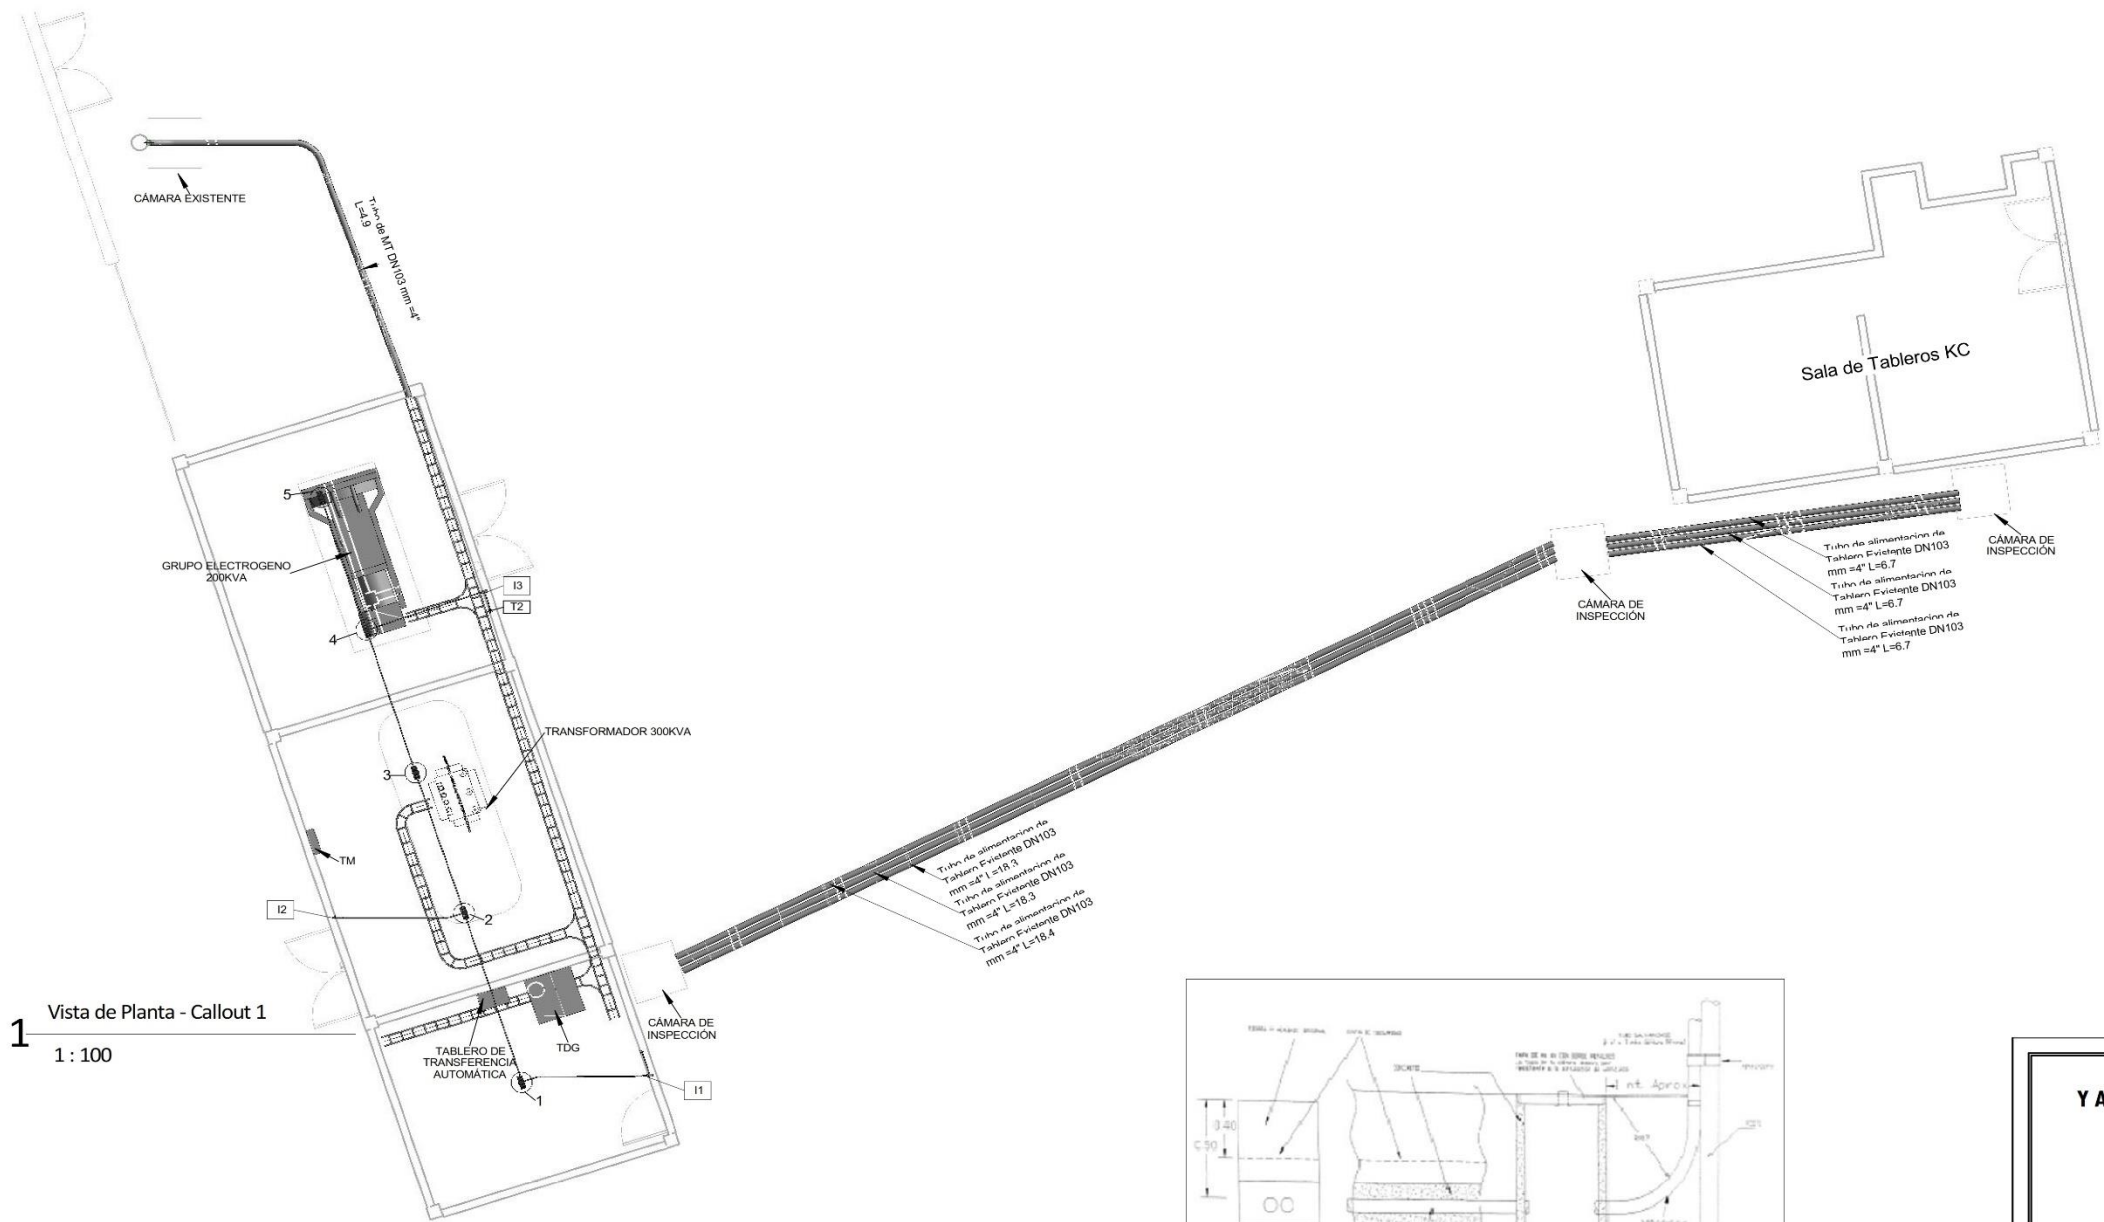 CÁMARA EXISTENTE
Tubo de MT DN103 mm =4"
L=4.9
Sala de Tableros KC
5
GRUPO ELECTROGENO
200KVA
4
I3
T2
CÁMARA DE
INSPECCIÓN
Tubo de alimentacion de
Tablero Existente DN103
mm =4" L=6.7
Tubo de alimentacion de
Tablero Existente DN103
mm =4" L=6.7
Tubo de alimentacion de
Tablero Existente DN103
mm =4" L=6.7
CÁMARA DE
INSPECCIÓN
TRANSFORMADOR 300KVA
3
TM
I2
2
Tubo de alimentacion de
Tablero Existente DN103
mm =4" L=18.3
Tubo de alimentacion de
Tablero Existente DN103
mm =4" L=18.3
Tubo de alimentacion de
Tablero Existente DN103
mm =4" L=18.4
CÁMARA DE
INSPECCIÓN
TDG
TABLERO DE
TRANSFERENCIA
AUTOMÁTICA
1
I1
1
Vista de Planta - Callout 1
1 : 100
1 mt. Aprox
0.40
Y A